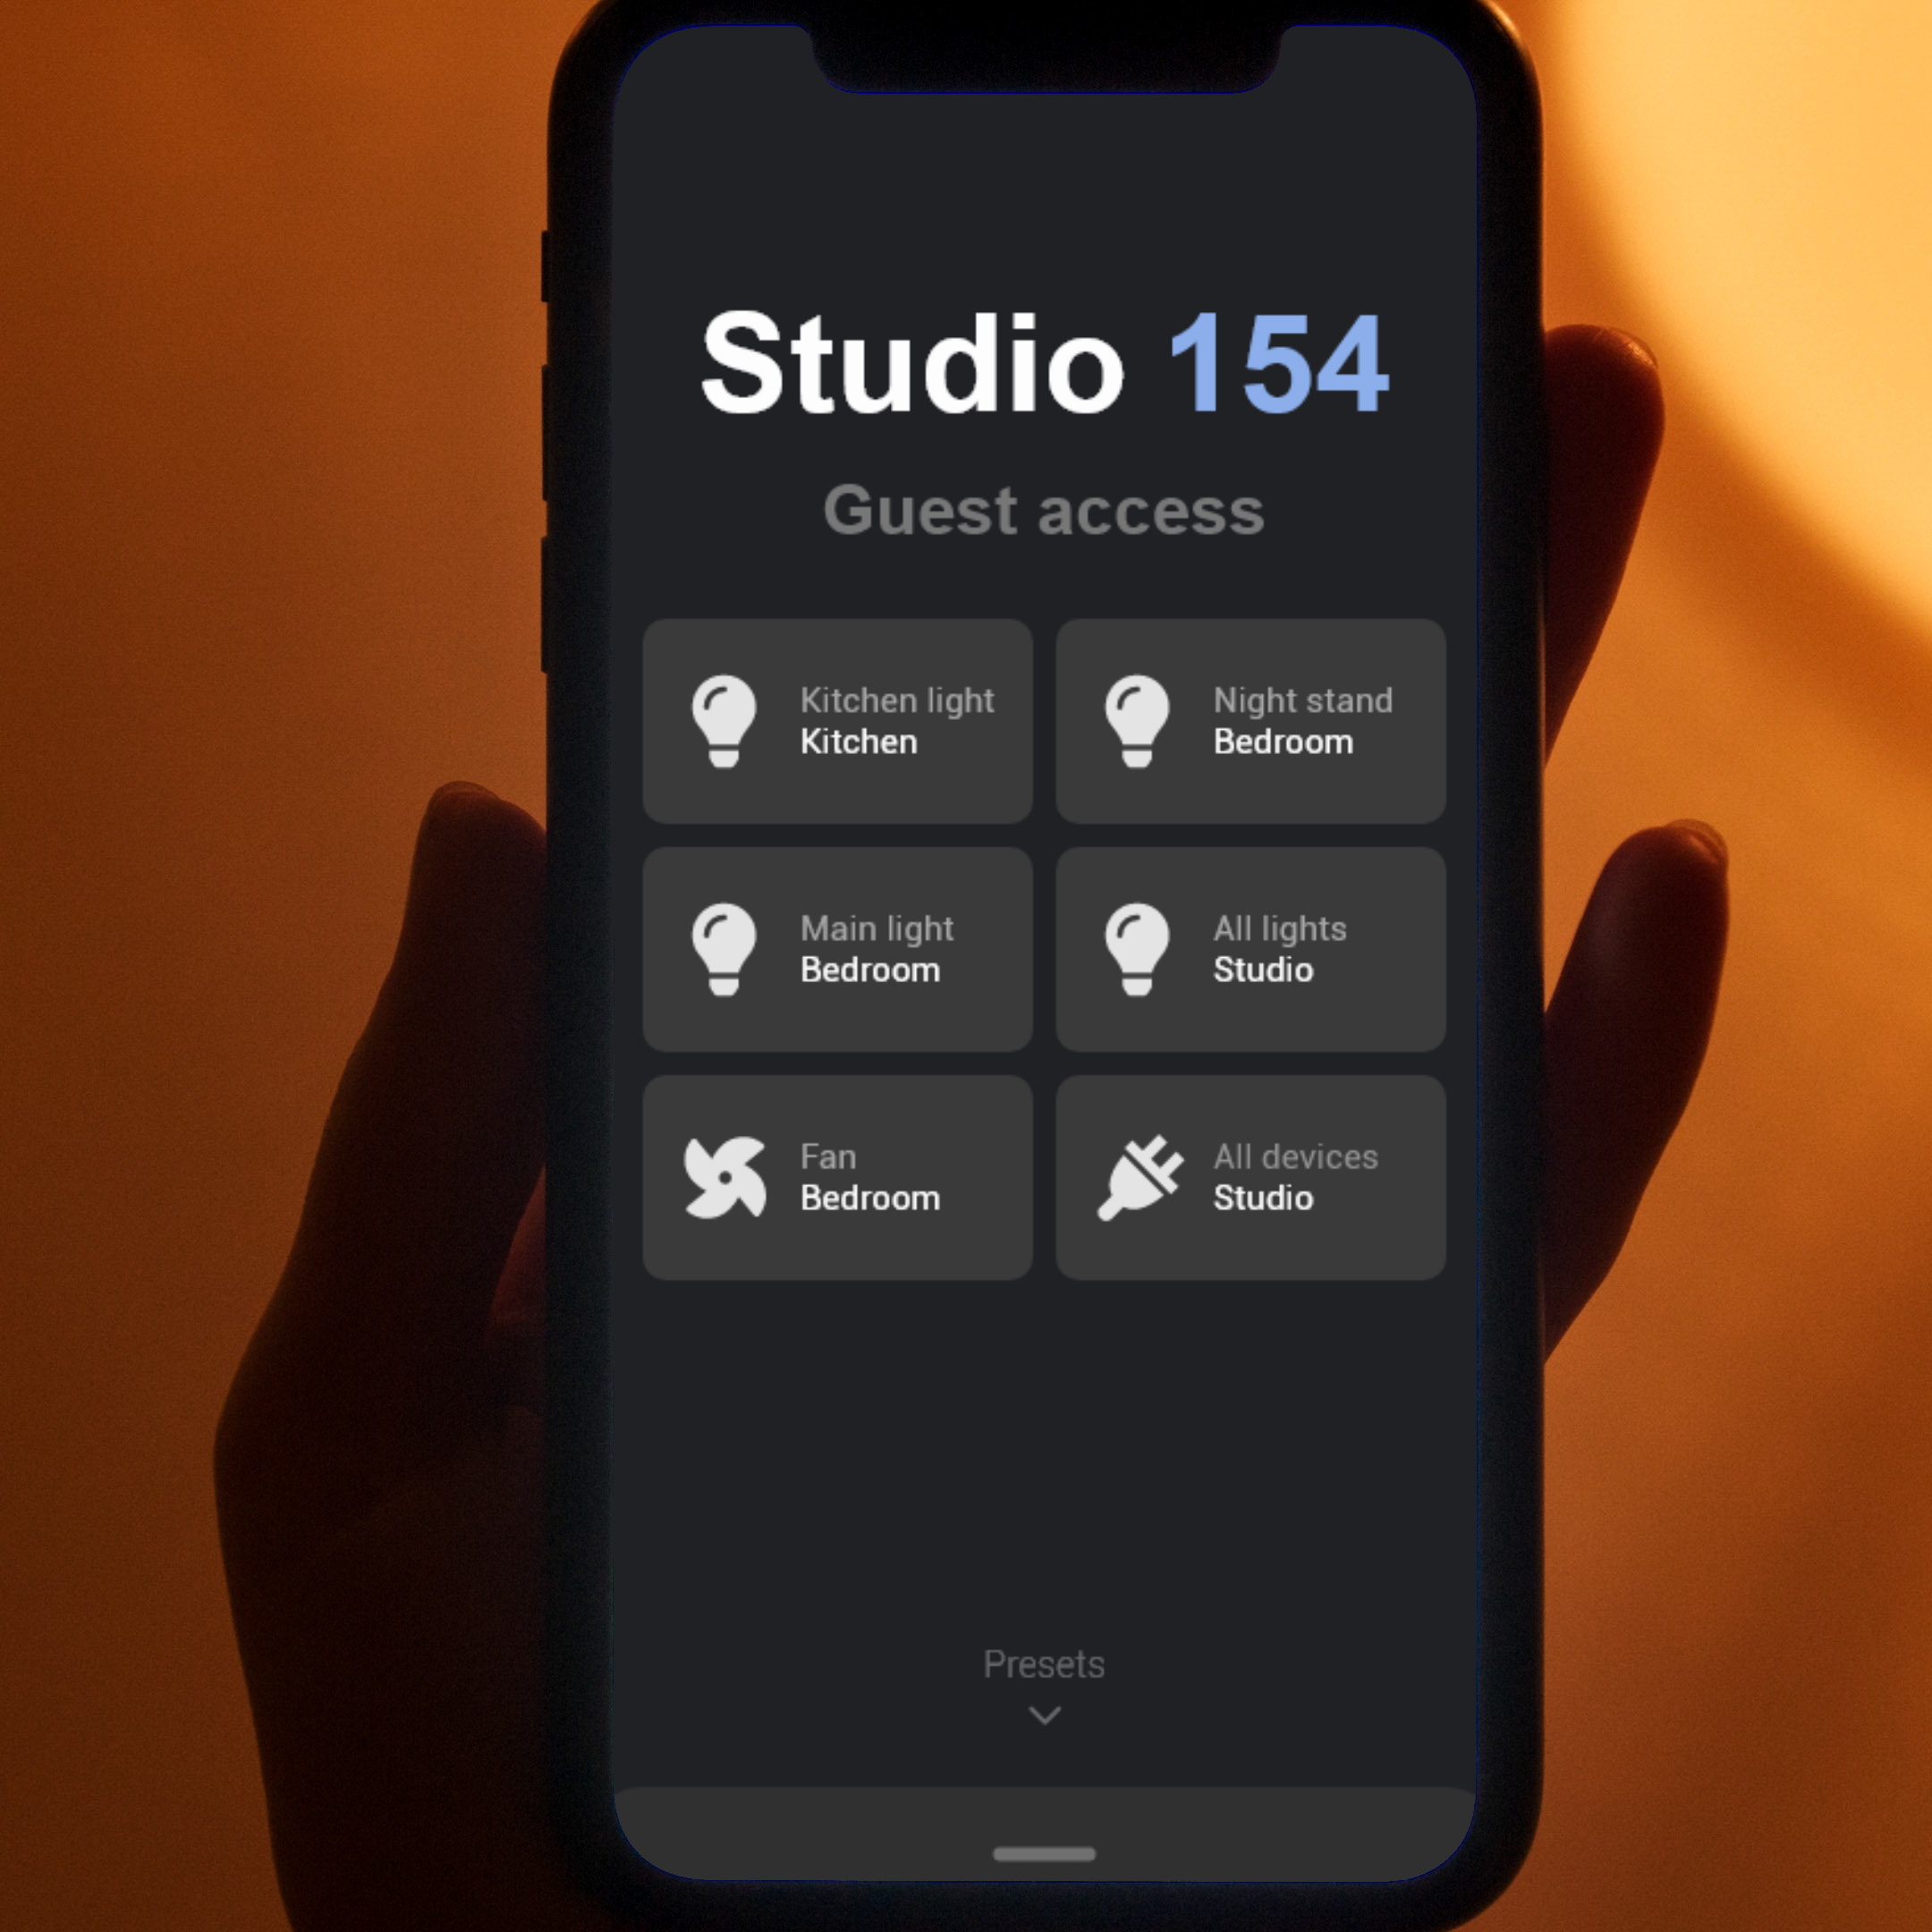 Studio 154
Guest access
Kitchen light
Kitchen
Night stand
Bedroom
Main light
Bedroom
All lights
Studio
Fan
Bedroom
All devices
Studio
Presets